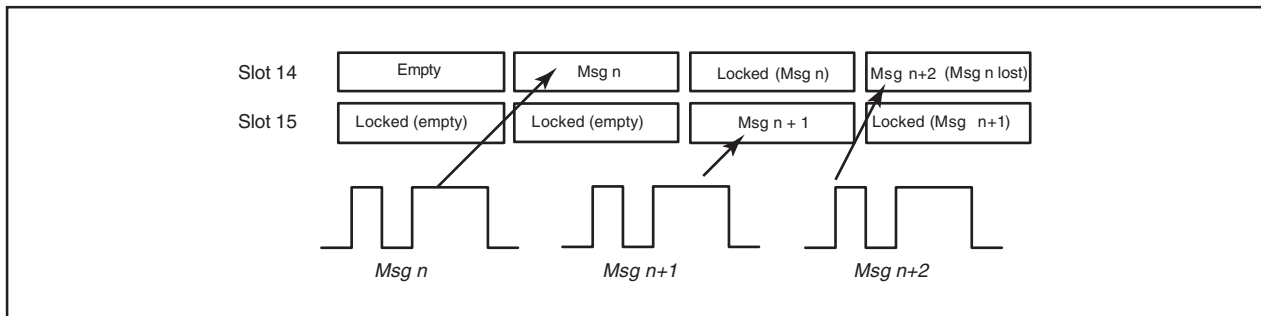 Slot 14 Empty Msg n Locked (Msg n) Msg n+2 (Msg n lost)
Slot 15 Locked (empty) Locked (empty) Msg n + 1 Locked (Msg n+1)
Msg n Msg n+1 Msg n+2